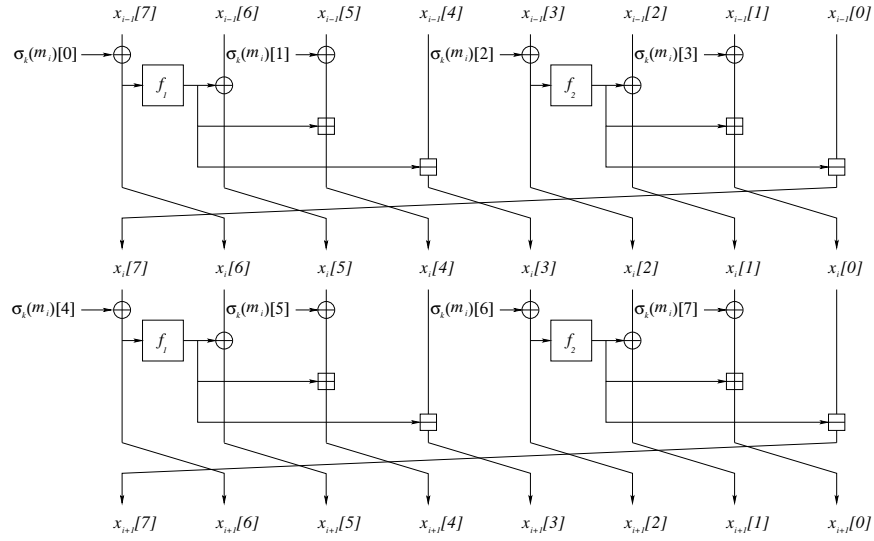 x_{i-1}[7] x_{i-1}[6] x_{i-1}[5] x_{i-1}[4] x_{i-1}[3] x_{i-1}[2] x_{i-1}[1] x_{i-1}[0]
σ_k(m_i)[0] σ_k(m_i)[1] σ_k(m_i)[2] σ_k(m_i)[3]
f_1 f_2
x_i[7] x_i[6] x_i[5] x_i[4] x_i[3] x_i[2] x_i[1] x_i[0]
σ_k(m_i)[4] σ_k(m_i)[5] σ_k(m_i)[6] σ_k(m_i)[7]
f_1 f_2
x_{i+1}[7] x_{i+1}[6] x_{i+1}[5] x_{i+1}[4] x_{i+1}[3] x_{i+1}[2] x_{i+1}[1] x_{i+1}[0]